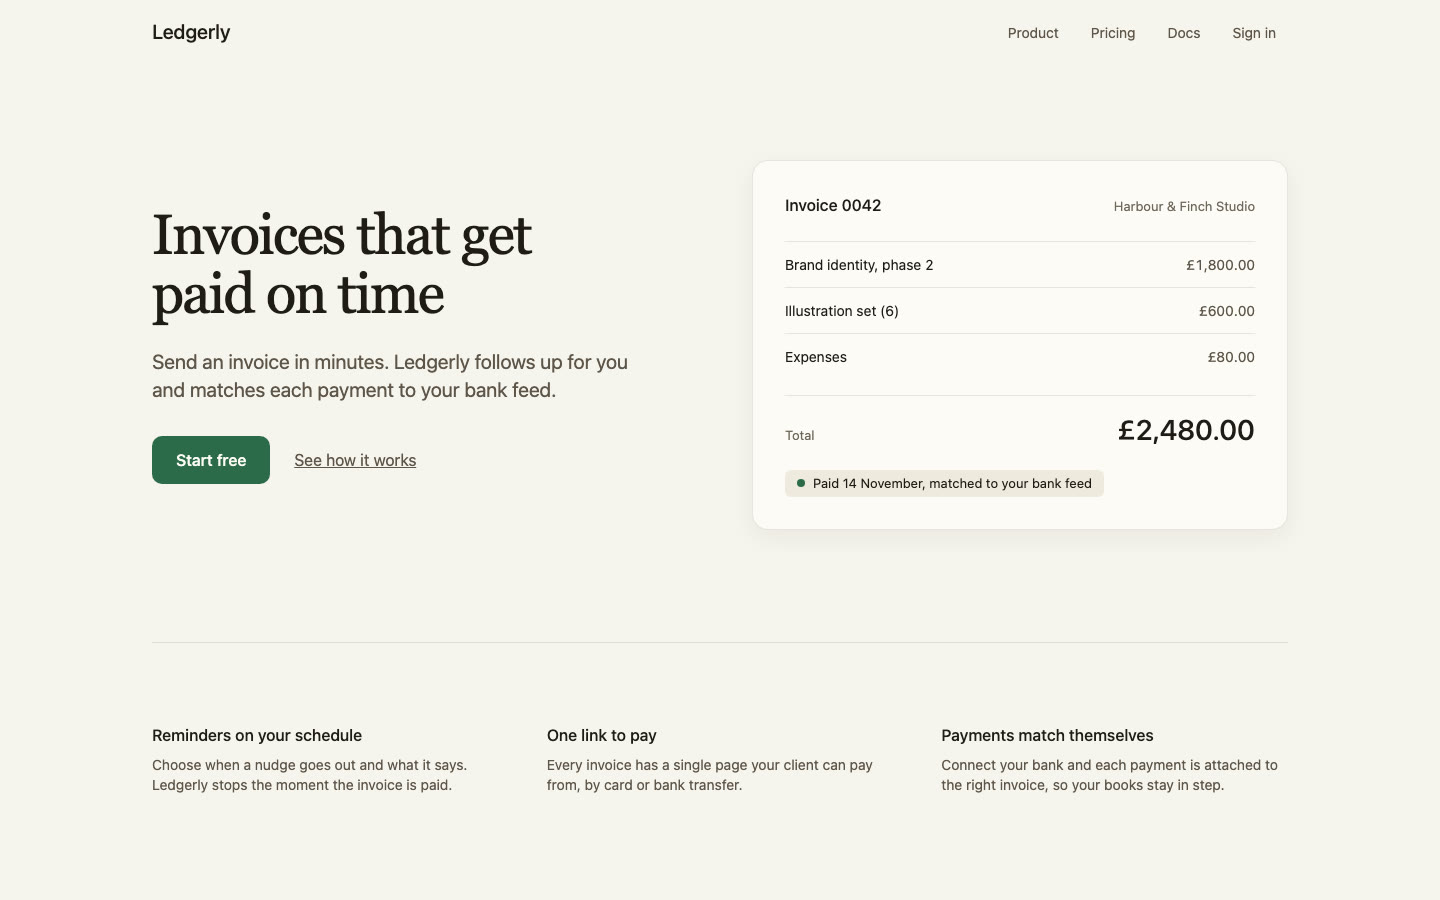 Ledgerly
Product
Pricing
Docs
Sign in
Invoices that get
paid on time
Send an invoice in minutes. Ledgerly follows up for you
and matches each payment to your bank feed.
Start free
See how it works
Invoice 0042
Harbour & Finch Studio
Brand identity, phase 2
£1,800.00
Illustration set (6)
£600.00
Expenses
£80.00
Total
£2,480.00
Paid 14 November, matched to your bank feed
Reminders on your schedule
Choose when a nudge goes out and what it says.
Ledgerly stops the moment the invoice is paid.
One link to pay
Every invoice has a single page your client can pay
from, by card or bank transfer.
Payments match themselves
Connect your bank and each payment is attached to
the right invoice, so your books stay in step.